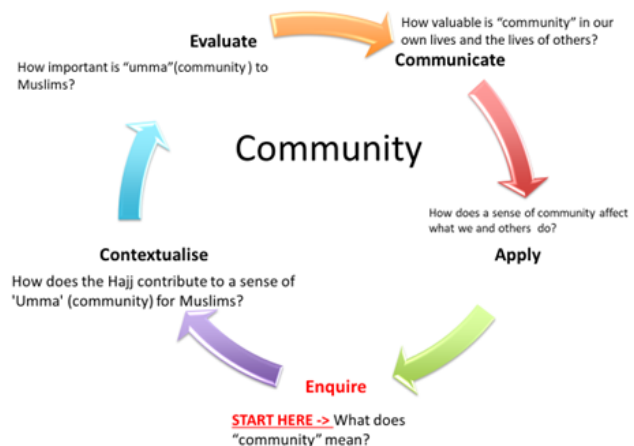 How valuable is “community” in our
own lives and the lives of others?
Communicate
Evaluate
How important is “umma”(community ) to
Muslims?
Community
How does a sense of community affect
what we and others do?
Apply
Contextualise
How does the Hajj contribute to a sense of
'Umma' (community) for Muslims?
Enquire
START HERE -> What does
“community” mean?